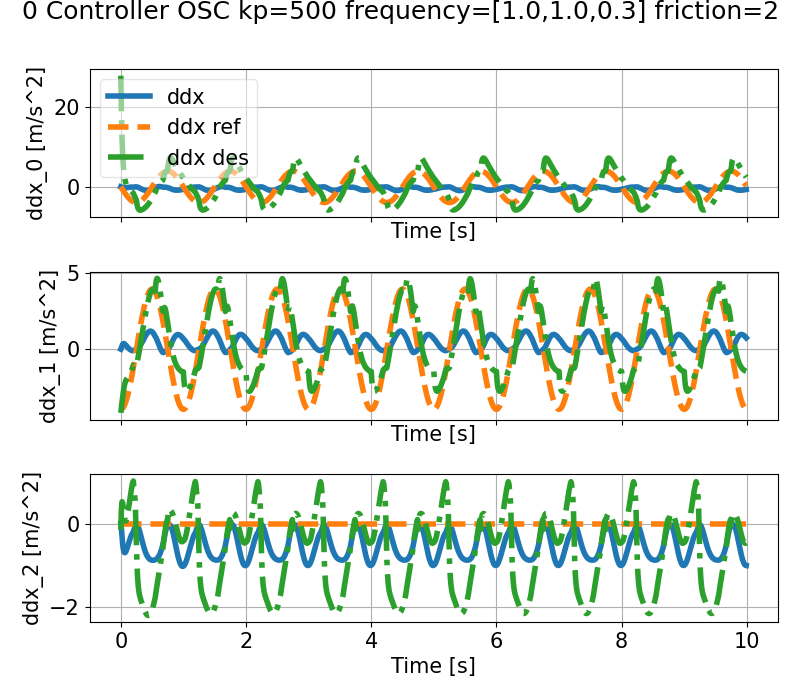 0 Controller OSC kp=500 frequency=[1.0,1.0,0.3] friction=2
ddx_0 [m/s^2]
20
0
ddx
ddx ref
ddx des
Time [s]
ddx_1 [m/s^2]
5
0
Time [s]
ddx_2 [m/s^2]
0
−2
0 2 4 6 8 10
Time [s]